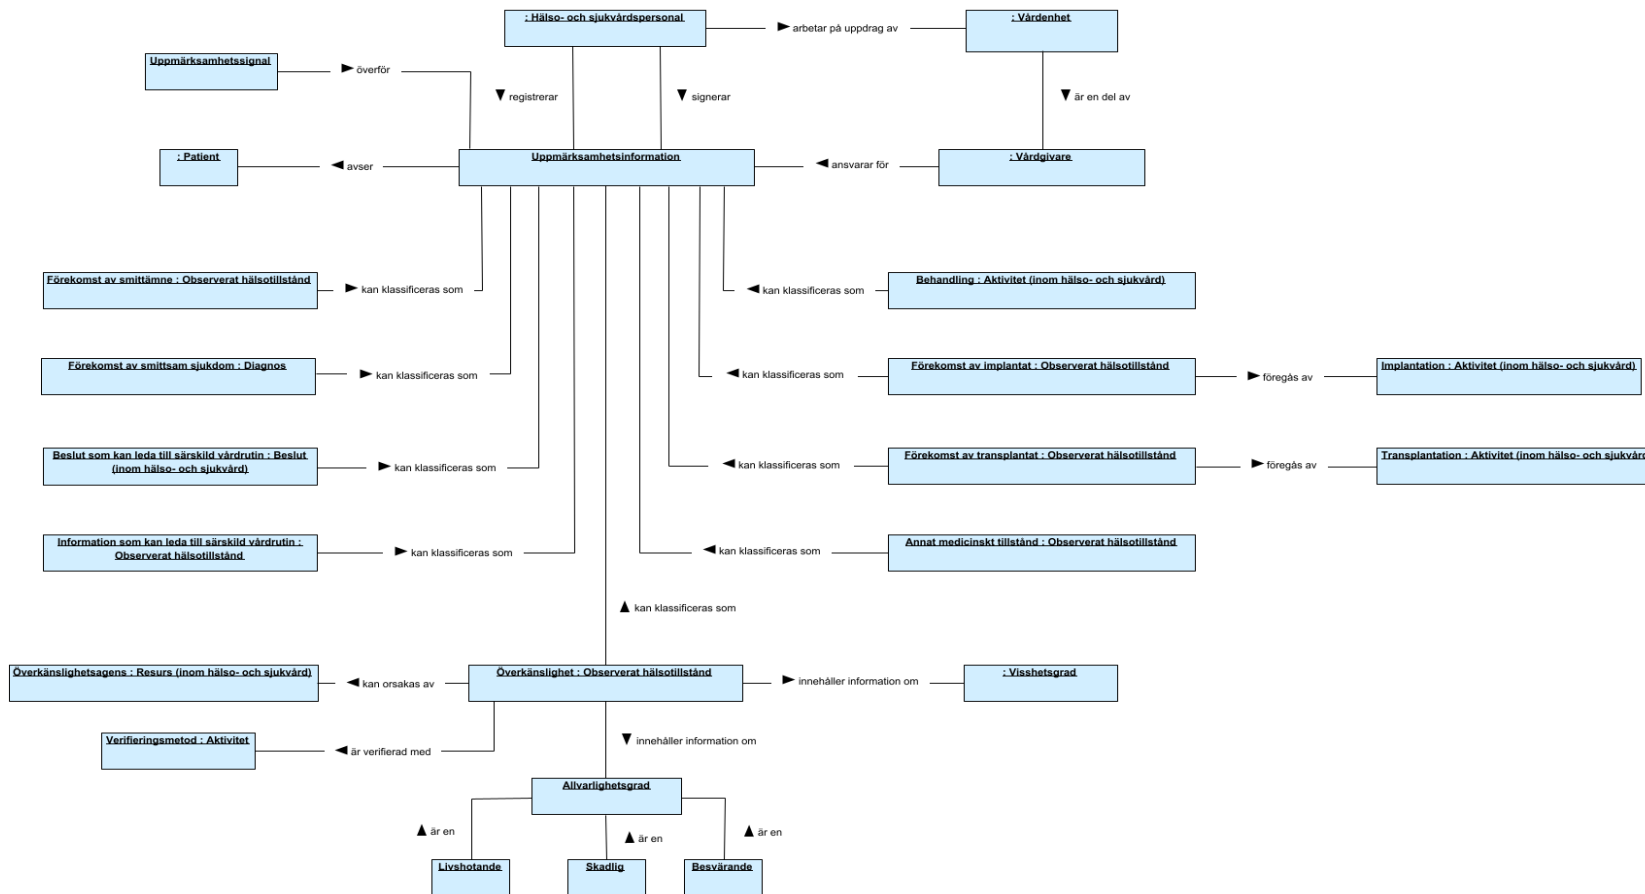 : Hälso- och sjukvårdspersonal
► arbetar på uppdrag av
: Vårdenhet
Uppmärksamhetssignal
► överför
▼ registrerar
▼ signerar
▼ är en del av
: Patient
◄ avser
Uppmärksamhetsinformation
◄ ansvarar för
: Vårdgivare
Förekomst av smittämne : Observerat hälsotillstånd
► kan klassificeras som
◄ kan klassificeras som
Behandling : Aktivitet (inom hälso- och sjukvård)
Förekomst av smittsam sjukdom : Diagnos
► kan klassificeras som
◄ kan klassificeras som
Förekomst av implantat : Observerat hälsotillstånd
► föregås av
Implantation : Aktivitet (inom hälso- och sjukvård)
Beslut som kan leda till särskild vårdrutin : Beslut
(inom hälso- och sjukvård)
► kan klassificeras som
◄ kan klassificeras som
Förekomst av transplantat : Observerat hälsotillstånd
► föregås av
Transplantation : Aktivitet (inom hälso- och sjukvård
Information som kan leda till särskild vårdrutin :
Observerat hälsotillstånd
► kan klassificeras som
◄ kan klassificeras som
Annat medicinskt tillstånd : Observerat hälsotillstånd
▲ kan klassificeras som
Överkänslighetsagens : Resurs (inom hälso- och sjukvård)
◄ kan orsakas av
Överkänslighet : Observerat hälsotillstånd
► innehåller information om
: Visshetsgrad
Verifieringsmetod : Aktivitet
◄ är verifierad med
▼ innehåller information om
Allvarlighetsgrad
▲ är en
▲ är en
▲ är en
Livshotande
Skadlig
Besvärande